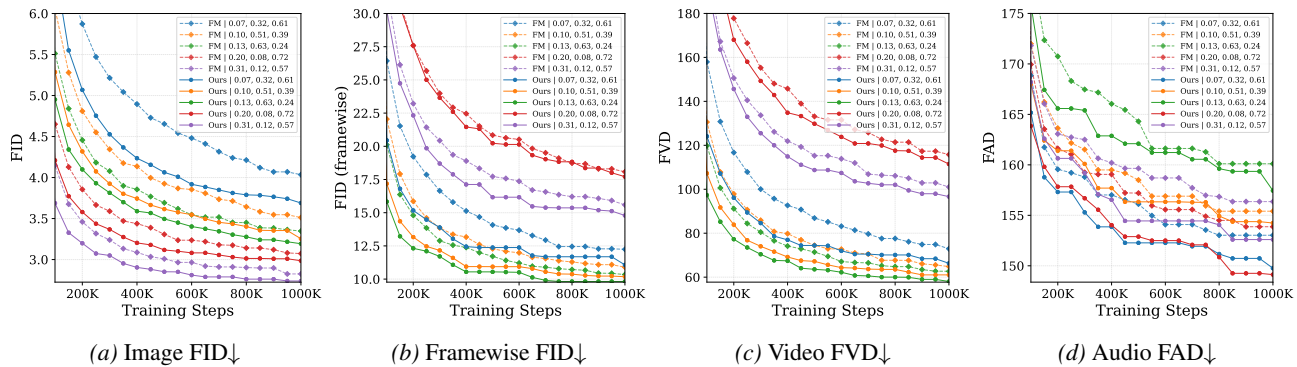 6.0
5.5
5.0
4.5
4.0
3.5
3.0
FID
FM | 0.07, 0.32, 0.61
FM | 0.10, 0.51, 0.39
FM | 0.13, 0.63, 0.24
FM | 0.20, 0.08, 0.72
FM | 0.31, 0.12, 0.57
Ours | 0.07, 0.32, 0.61
Ours | 0.10, 0.51, 0.39
Ours | 0.13, 0.63, 0.24
Ours | 0.20, 0.08, 0.72
Ours | 0.31, 0.12, 0.57
200K 400K 600K 800K 1000K
Training Steps
(a) Image FID↓
30.0
27.5
25.0
22.5
20.0
17.5
15.0
12.5
10.0
FID (framewise)
FM | 0.07, 0.32, 0.61
FM | 0.10, 0.51, 0.39
FM | 0.13, 0.63, 0.24
FM | 0.20, 0.08, 0.72
FM | 0.31, 0.12, 0.57
Ours | 0.07, 0.32, 0.61
Ours | 0.10, 0.51, 0.39
Ours | 0.13, 0.63, 0.24
Ours | 0.20, 0.08, 0.72
Ours | 0.31, 0.12, 0.57
200K 400K 600K 800K 1000K
Training Steps
(b) Framewise FID↓
180
160
140
120
100
80
60
FVD
FM | 0.07, 0.32, 0.61
FM | 0.10, 0.51, 0.39
FM | 0.13, 0.63, 0.24
FM | 0.20, 0.08, 0.72
FM | 0.31, 0.12, 0.57
Ours | 0.07, 0.32, 0.61
Ours | 0.10, 0.51, 0.39
Ours | 0.13, 0.63, 0.24
Ours | 0.20, 0.08, 0.72
Ours | 0.31, 0.12, 0.57
200K 400K 600K 800K 1000K
Training Steps
(c) Video FVD↓
175
170
165
160
155
150
FAD
FM | 0.07, 0.32, 0.61
FM | 0.10, 0.51, 0.39
FM | 0.13, 0.63, 0.24
FM | 0.20, 0.08, 0.72
FM | 0.31, 0.12, 0.57
Ours | 0.07, 0.32, 0.61
Ours | 0.10, 0.51, 0.39
Ours | 0.13, 0.63, 0.24
Ours | 0.20, 0.08, 0.72
Ours | 0.31, 0.12, 0.57
200K 400K 600K 800K 1000K
Training Steps
(d) Audio FAD↓